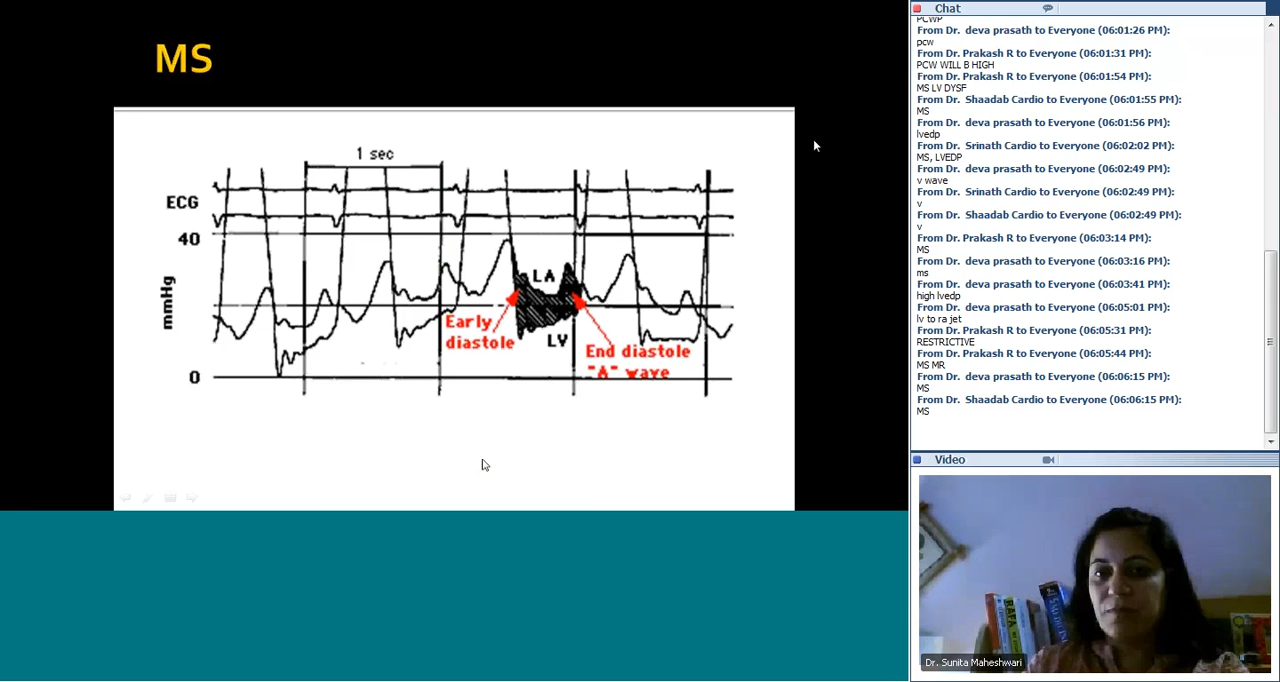 MS
1 sec
ECG
40
mmHg
LA
Early
diastole
LV
End diastole
"A" wave
0
Chat
PCWP
From Dr. deva prasath to Everyone (06:01:26 PM):
pcw
From Dr. Prakash R to Everyone (06:01:31 PM):
PCW WILL B HIGH
From Dr. Prakash R to Everyone (06:01:54 PM):
MS LV DYSF
From Dr. Shaadab Cardio to Everyone (06:01:55 PM):
MS
From Dr. deva prasath to Everyone (06:01:56 PM):
lvedp
From Dr. Srinath Cardio to Everyone (06:02:02 PM):
MS, LVEDP
From Dr. deva prasath to Everyone (06:02:49 PM):
v wave
From Dr. Srinath Cardio to Everyone (06:02:49 PM):
v
From Dr. Shaadab Cardio to Everyone (06:02:49 PM):
v
From Dr. Prakash R to Everyone (06:03:14 PM):
MS
From Dr. deva prasath to Everyone (06:03:16 PM):
ms
From Dr. deva prasath to Everyone (06:03:41 PM):
high lvedp
From Dr. deva prasath to Everyone (06:05:01 PM):
lv to ra jet
From Dr. Prakash R to Everyone (06:05:31 PM):
RESTRICTIVE
From Dr. Prakash R to Everyone (06:05:44 PM):
MS MR
From Dr. deva prasath to Everyone (06:06:15 PM):
MS
From Dr. Shaadab Cardio to Everyone (06:06:15 PM):
MS
Video
RAFA
Dr. Sunita Maheshwari